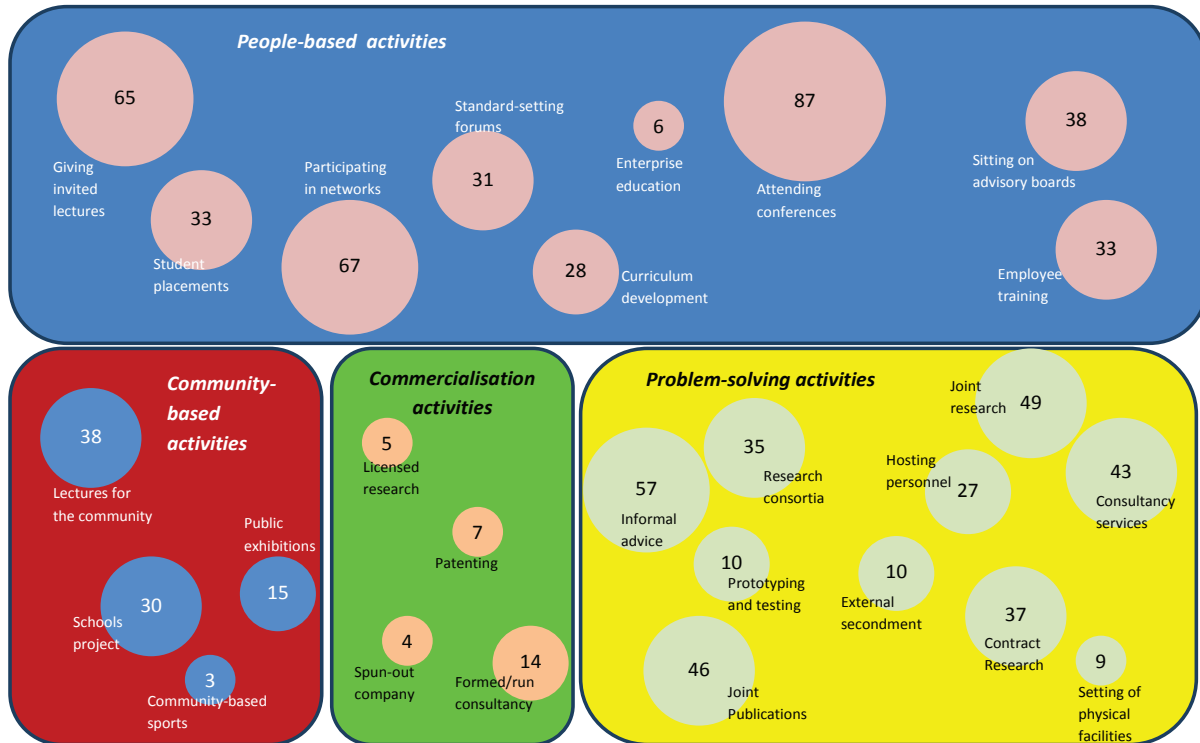 People-based activities
65
Giving
invited
lectures
33
Student
placements
Participating
in networks
67
Standard-setting
forums
31
28
Curriculum
development
6
Enterprise
education
87
Attending
conferences
38
Sitting on
advisory boards
33
Employee
training
Community-
based
activities
38
Lectures for
the community
Public
exhibitions
15
30
Schools
project
3
Community-based
sports
Commercialisation
activities
5
Licensed
research
7
Patenting
4
Spun-out
company
14
Formed/run
consultancy
Problem-solving activities
57
Informal
advice
35
Research
consortia
10
Prototyping
and testing
46
Joint
Publications
Joint
research
49
Hosting
personnel
27
43
Consultancy
services
10
External
secondment
37
Contract
Research
9
Setting of
physical
facilities